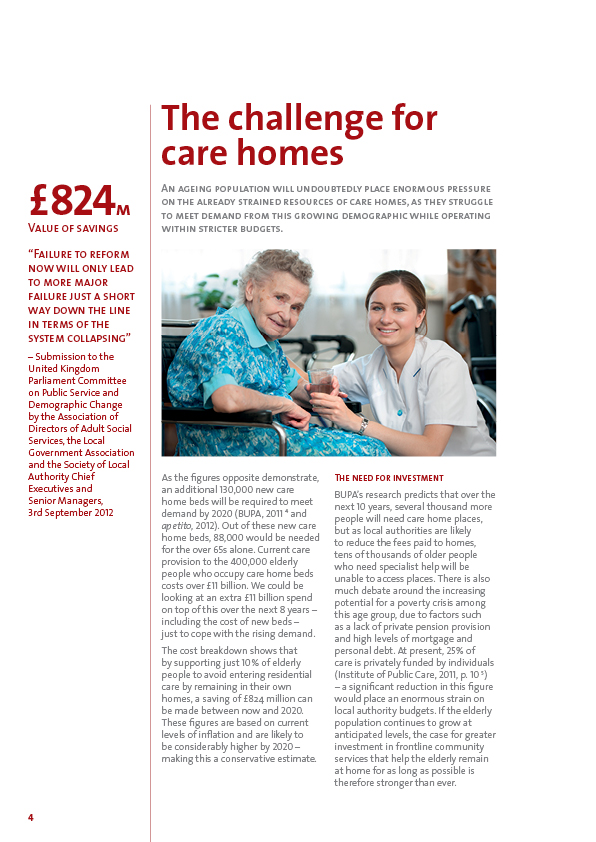 The challenge for
care homes
An ageing population will undoubtedly place enormous pressure
on the already strained resources of care homes, as they struggle
to meet demand from this growing demographic while operating
within stricter budgets.
£824M
Value of savings
“Failure to reform
now will only lead
to more major
failure just a short
way down the line
in terms of the
system collapsing”
– Submission to the
United Kingdom
Parliament Committee
on Public Service and
Demographic Change
by the Association of
Directors of Adult Social
Services, the Local
Government Association
and the Society of Local
Authority Chief
Executives and
Senior Managers,
3rd September 2012
As the figures opposite demonstrate,
an additional 130,000 new care
home beds will be required to meet
demand by 2020 (BUPA, 2011 ⁴ and
apetito, 2012). Out of these new care
home beds, 88,000 would be needed
for the over 65s alone. Current care
provision to the 400,000 elderly
people who occupy care home beds
costs over £11 billion. We could be
looking at an extra £11 billion spend
on top of this over the next 8 years –
including the cost of new beds –
just to cope with the rising demand.
The cost breakdown shows that
by supporting just 10% of elderly
people to avoid entering residential
care by remaining in their own
homes, a saving of £824 million can
be made between now and 2020.
These figures are based on current
levels of inflation and are likely to
be considerably higher by 2020 –
making this a conservative estimate.
The need for investment
BUPA’s research predicts that over the
next 10 years, several thousand more
people will need care home places,
but as local authorities are likely
to reduce the fees paid to homes,
tens of thousands of older people
who need specialist help will be
unable to access places. There is also
much debate around the increasing
potential for a poverty crisis among
this age group, due to factors such
as a lack of private pension provision
and high levels of mortgage and
personal debt. At present, 25% of
care is privately funded by individuals
(Institute of Public Care, 2011, p. 10 ⁵)
– a significant reduction in this figure
would place an enormous strain on
local authority budgets. If the elderly
population continues to grow at
anticipated levels, the case for greater
investment in frontline community
services that help the elderly remain
at home for as long as possible is
therefore stronger than ever.
4